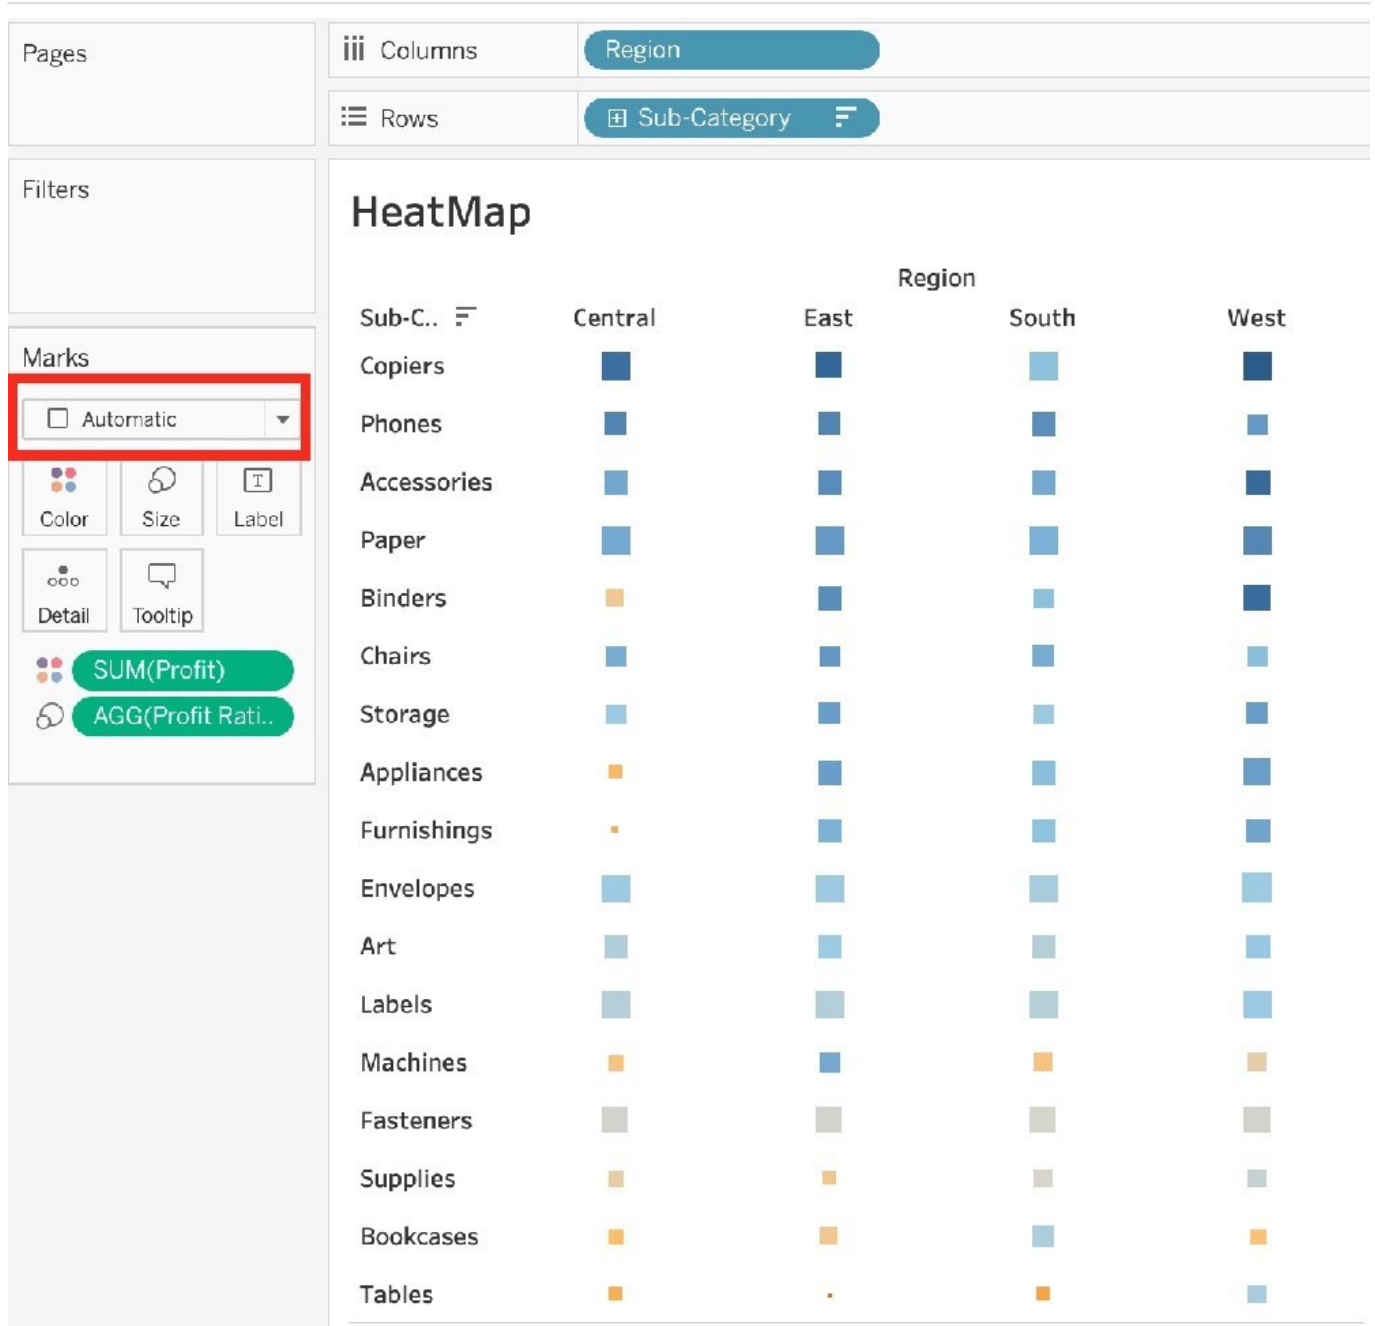 Pages
Columns
Region
Rows
Sub-Category
Filters
HeatMap
Region
Sub-C..
Central
East
South
West
Marks
Automatic
Color
Size
Label
Detail
Tooltip
SUM(Profit)
AGG(Profit Rati..
Copiers
Phones
Accessories
Paper
Binders
Chairs
Storage
Appliances
Furnishings
Envelopes
Art
Labels
Machines
Fasteners
Supplies
Bookcases
Tables